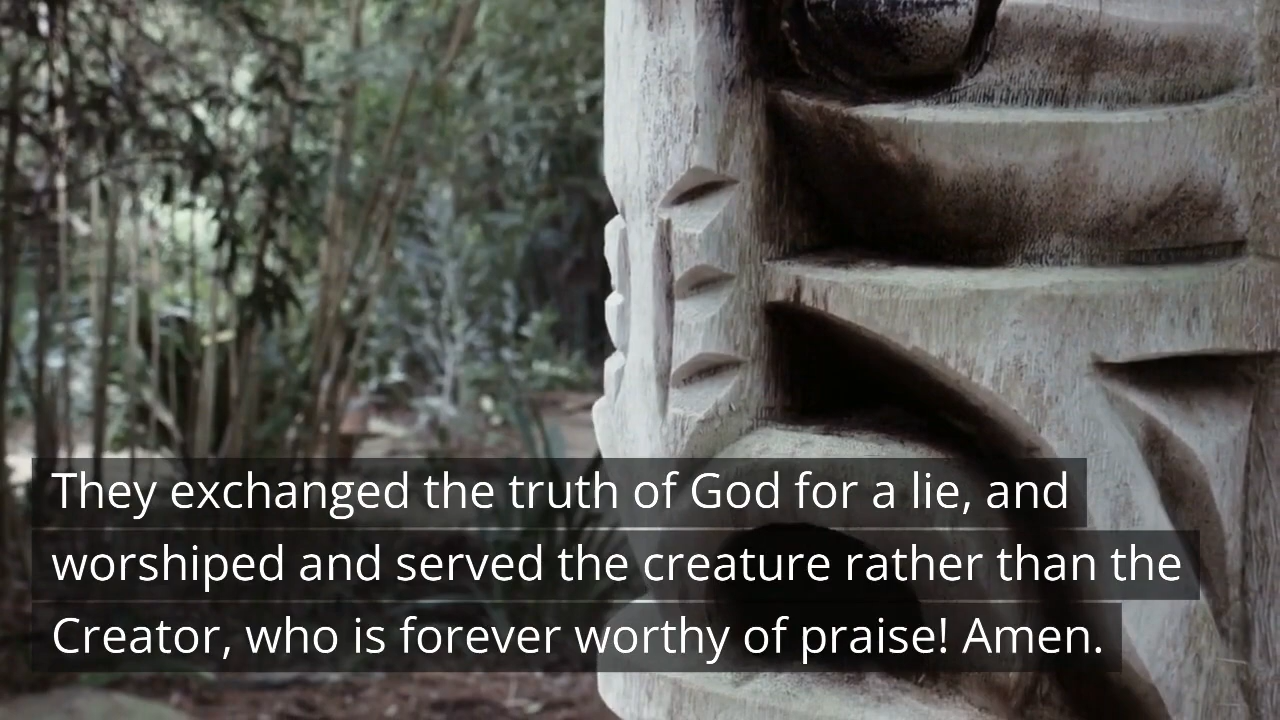 They exchanged the truth of God for a lie, and
worshiped and served the creature rather than the
Creator, who is forever worthy of praise! Amen.